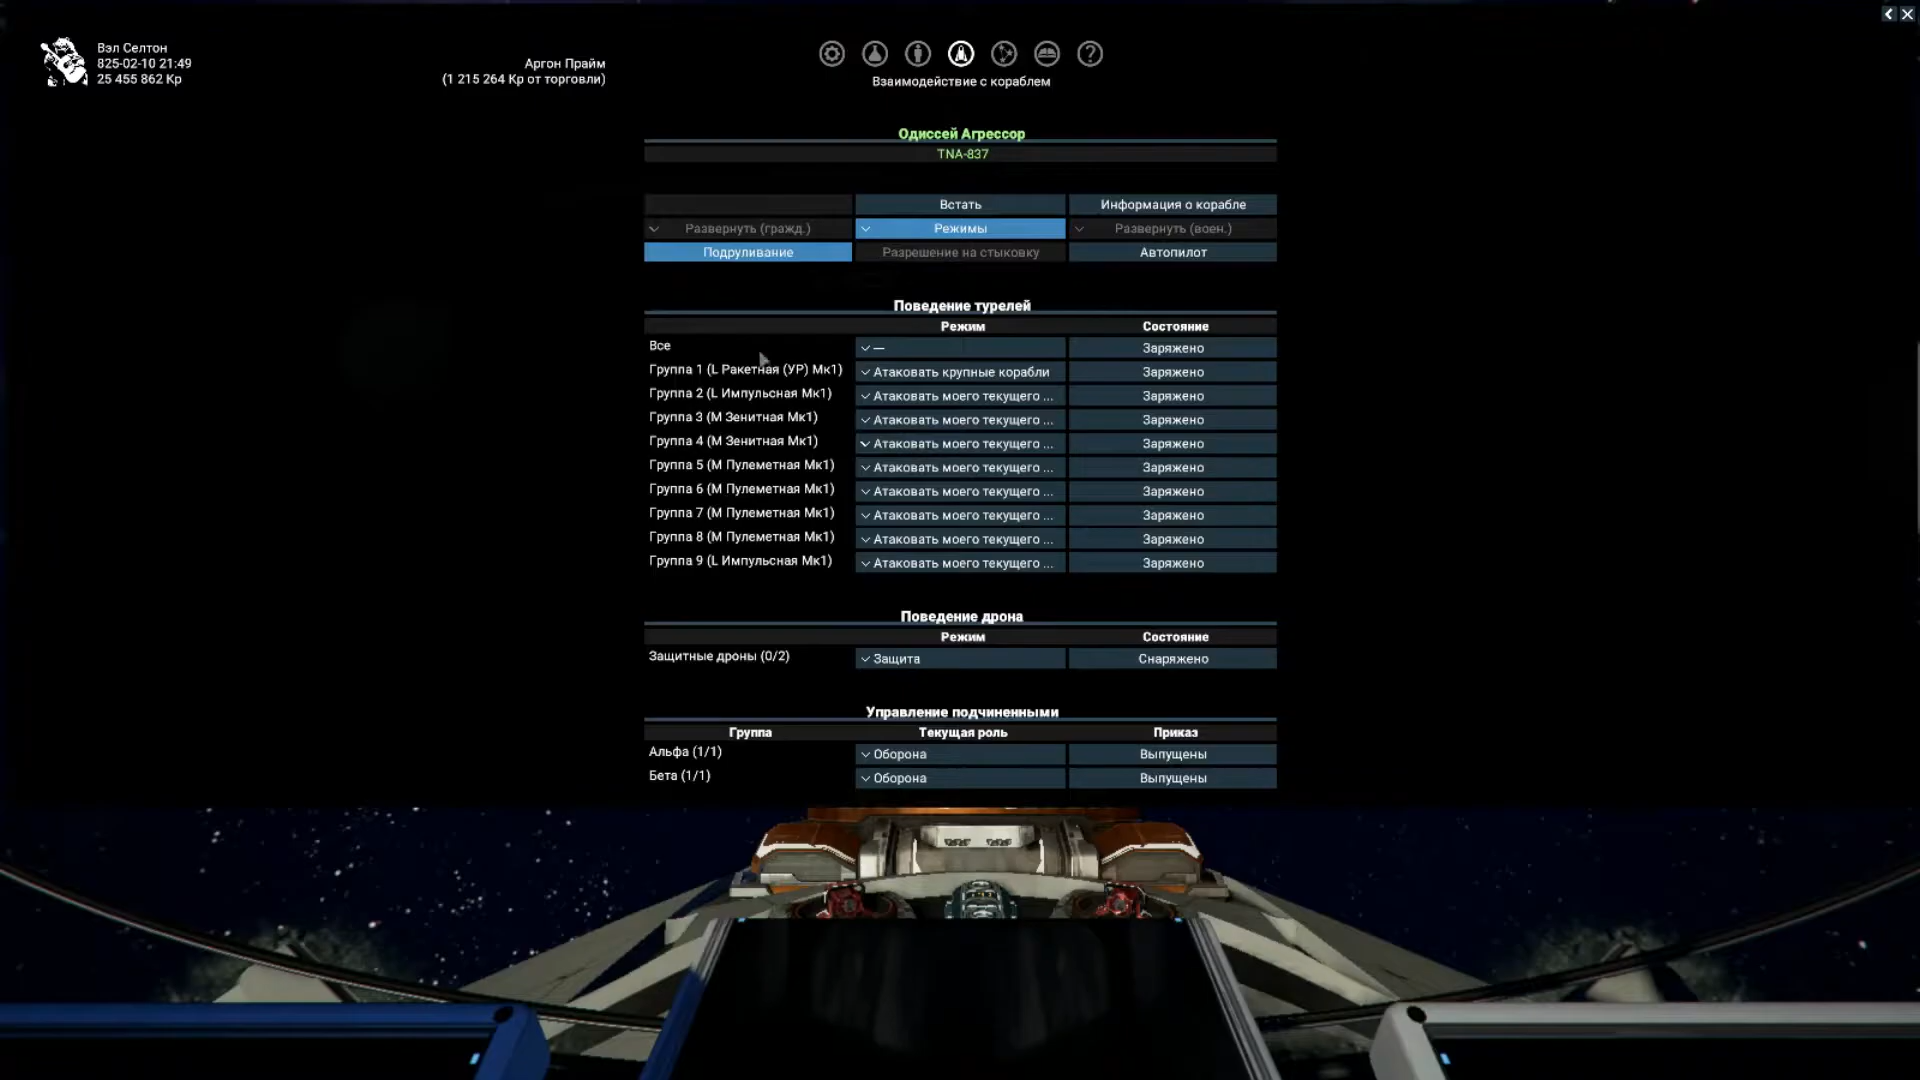 Вэл Селтон
825-02-10 21:49
25 455 862 Кр
Аргон Прайм
(1 215 264 Кр от торговли)
Взаимодействие с кораблем
Одиссей Агрессор
TNA-837
Встать Информация о корабле
Развернуть (гражд.) Режимы Развернуть (воен.)
Подруливание Разрешение на стыковку Автопилот
Поведение турелей
Режим Состояние
Все — Заряжено
Группа 1 (L Ракетная (УР) Мк1) Атаковать крупные корабли Заряжено
Группа 2 (L Импульсная Мк1) Атаковать моего текущего ... Заряжено
Группа 3 (M Зенитная Мк1) Атаковать моего текущего ... Заряжено
Группа 4 (M Зенитная Мк1) Атаковать моего текущего ... Заряжено
Группа 5 (M Пулеметная Мк1) Атаковать моего текущего ... Заряжено
Группа 6 (M Пулеметная Мк1) Атаковать моего текущего ... Заряжено
Группа 7 (M Пулеметная Мк1) Атаковать моего текущего ... Заряжено
Группа 8 (M Пулеметная Мк1) Атаковать моего текущего ... Заряжено
Группа 9 (L Импульсная Мк1) Атаковать моего текущего ... Заряжено
Поведение дрона
Режим Состояние
Защитные дроны (0/2) Защита Снаряжено
Управление подчиненными
Группа Текущая роль Приказ
Альфа (1/1) Оборона Выпущены
Бета (1/1) Оборона Выпущены